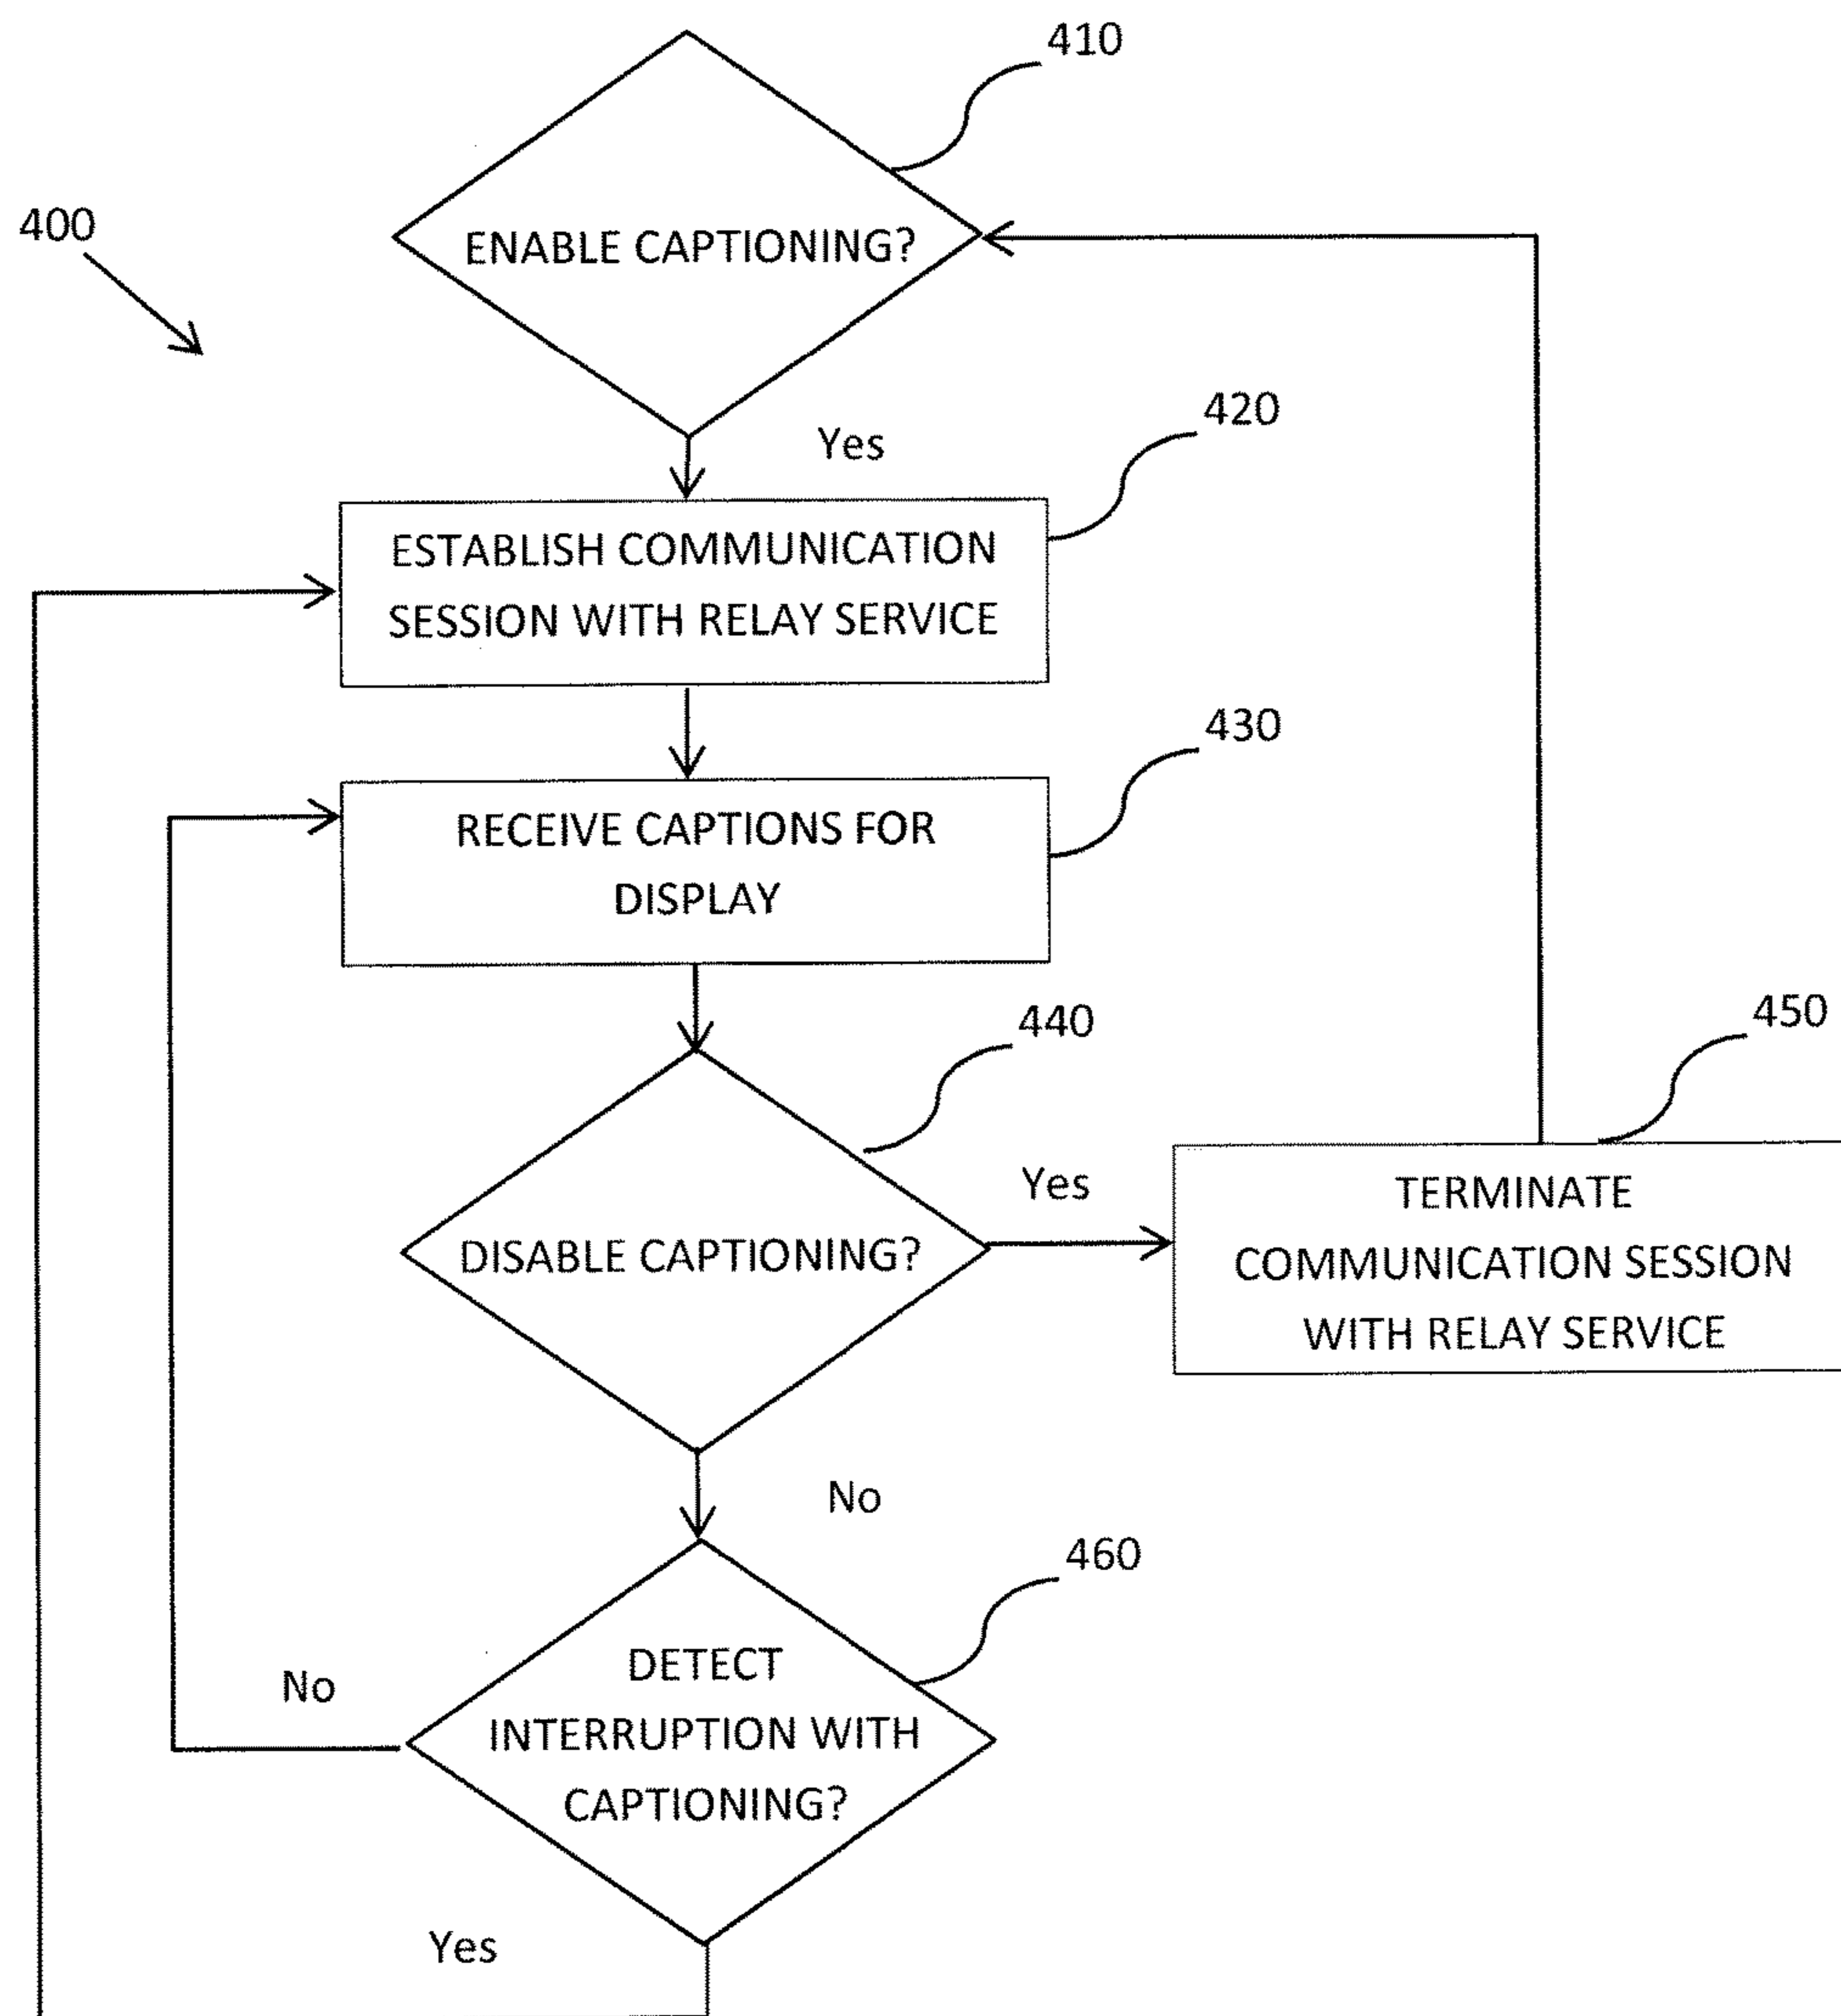 410
400
ENABLE CAPTIONING?
420
Yes
ESTABLISH COMMUNICATION
SESSION WITH RELAY SERVICE
430
RECEIVE CAPTIONS FOR
DISPLAY
440
450
Yes
TERMINATE
COMMUNICATION SESSION
WITH RELAY SERVICE
DISABLE CAPTIONING?
No
460
DETECT
INTERRUPTION WITH
CAPTIONING?
No
Yes